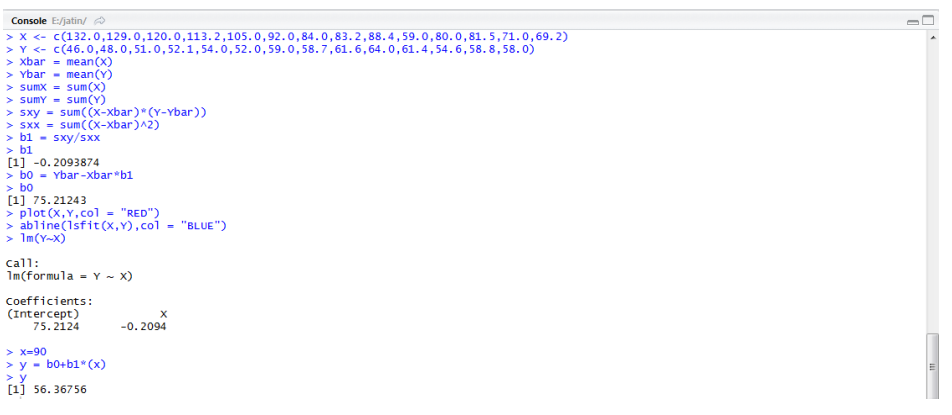 Console E:/jatin/
> X <- c(132.0,129.0,120.0,113.2,105.0,92.0,84.0,83.2,88.4,59.0,80.0,81.5,71.0,69.2)
> Y <- c(46.0,48.0,51.0,52.1,54.0,52.0,59.0,58.7,61.6,64.0,61.4,54.6,58.8,58.0)
> Xbar = mean(X)
> Ybar = mean(Y)
> sumX = sum(X)
> sumY = sum(Y)
> sxy = sum((X-Xbar)*(Y-Ybar))
> sxx = sum((X-Xbar)^2)
> b1 = sxy/sxx
> b1
[1] -0.2093874
> b0 = Ybar-Xbar*b1
> b0
[1] 75.21243
> plot(X,Y,col = "RED")
> abline(lsfit(X,Y),col = "BLUE")
> lm(Y~X)
Call:
lm(formula = Y ~ X)
Coefficients:
(Intercept) X
75.2124 -0.2094
> x=90
> y = b0+b1*(x)
> y
[1] 56.36756